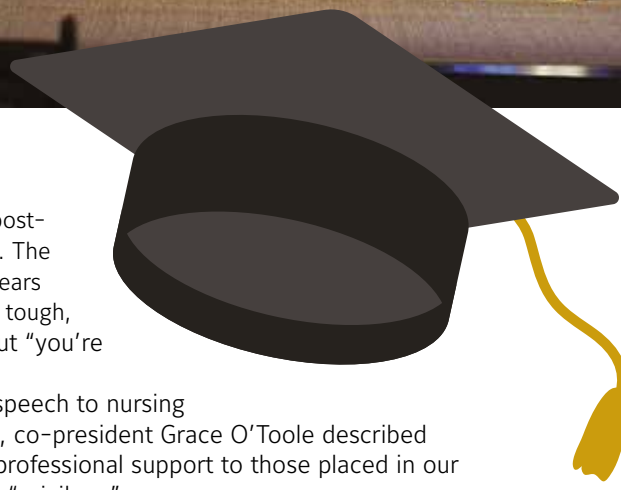 post-
. The
ears
tough,
ut “you’re
speech to nursing
, co-president Grace O’Toole described
professional support to those placed in our